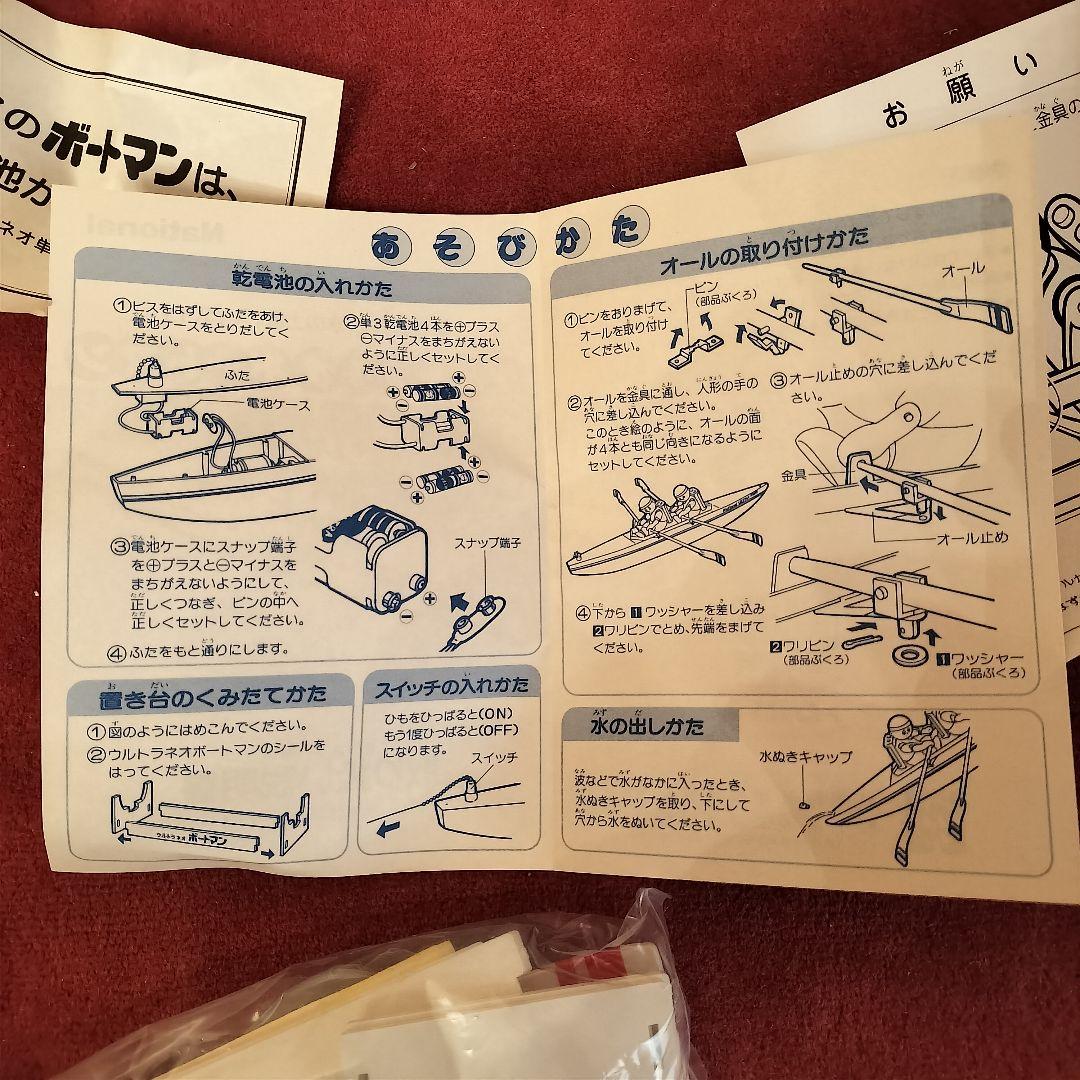 このボートマンは、
池が
ネオ単
お願い
金具の
National
あそびかた
乾電池の入れかた
①ビスをはずしてふたをあけ、
電池ケースをとりだしてく
ださい。
ふた
電池ケース
②単3乾電池4本を⊕プラス
⊖マイナスをまちがえない
ように正しくセットしてく
ださい。
③電池ケースにスナップ端子
を⊕プラスと⊖マイナスを
まちがえないようにして、
正しくつなぎ、ビンの中へ
正しくセットしてください。
スナップ端子
④ふたをもと通りにします。
置き台のくみたてかた
①図のようにはめこんでください。
②ウルトラネオボートマンのシールを
はってください。
ウルトラネオ ボートマン
スイッチの入れかた
ひもをひっぱると(ON)
もう1度ひっぱると(OFF)
になります。
スイッチ
オールの取り付けかた
①ピンをおりまげて、
オールを取り付け
てください。
ピン
(部品ぶくろ)
オール
②オールを金具に通し、人形の手の
穴に差し込んでください。
このとき絵のように、オールの面
が4本とも同じ向きになるように
セットしてください。
③オール止めの穴に差し込んでくだ
さい。
金具
オール止め
④下から1ワッシャーを差し込み
2ワリピンでとめ、先端をまげて
ください。
2ワリピン
(部品ぶくろ)
1ワッシャー
(部品ぶくろ)
水の出しかた
波などで水がなかに入ったとき、
水ぬきキャップを取り、下にして
穴から水をぬいてください。
水ぬきキャップ